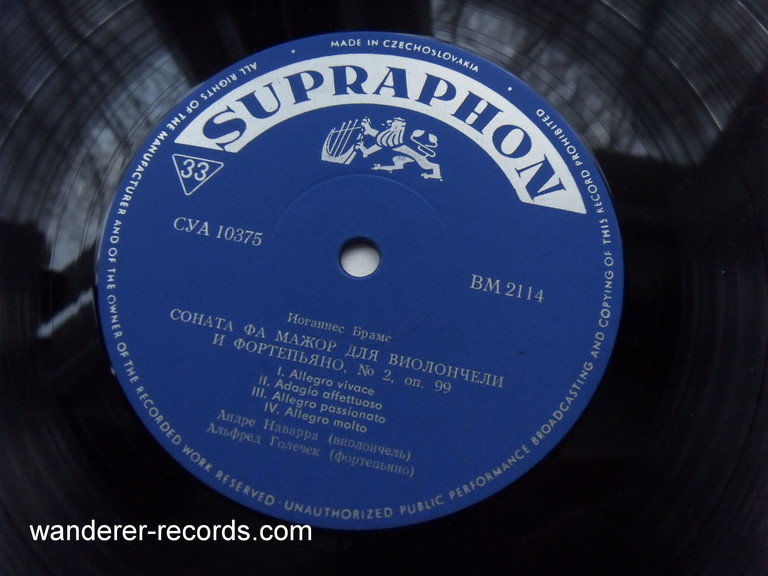 MADE IN CZECHOSLOVAKIA
ALL RIGHTS OF THE MANUFACTURER AND OF THE OWNER OF THE RECORDED WORK RESERVED · UNAUTHORIZED PUBLIC PERFORMANCE BROADCASTING AND COPYING OF THIS RECORD PROHIBITED
SUPRAPHON
33
СУА 10375
ВМ 2114
Иоганнес Брамс
СОНАТА ФА МАЖОР ДЛЯ ВИОЛОНЧЕЛИ
И ФОРТЕПЬЯНО, № 2, оп. 99
I. Allegro vivace
II. Adagio affettuoso
III. Allegro passionato
IV. Allegro molto
Андре Наварра (виолончель)
Альфред Голечек (фортепьяно)
wanderer-records.com